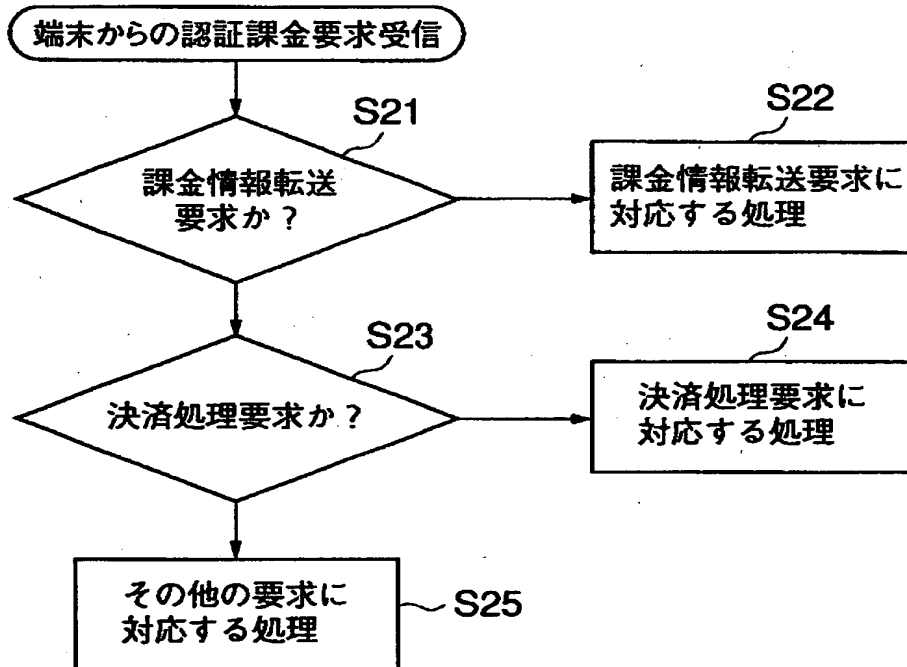 端末からの認証課金要求受信
S21
課金情報転送
要求か？
S22
課金情報転送要求に
対応する処理
S23
決済処理要求か？
S24
決済処理要求に
対応する処理
その他の要求に
対応する処理
S25